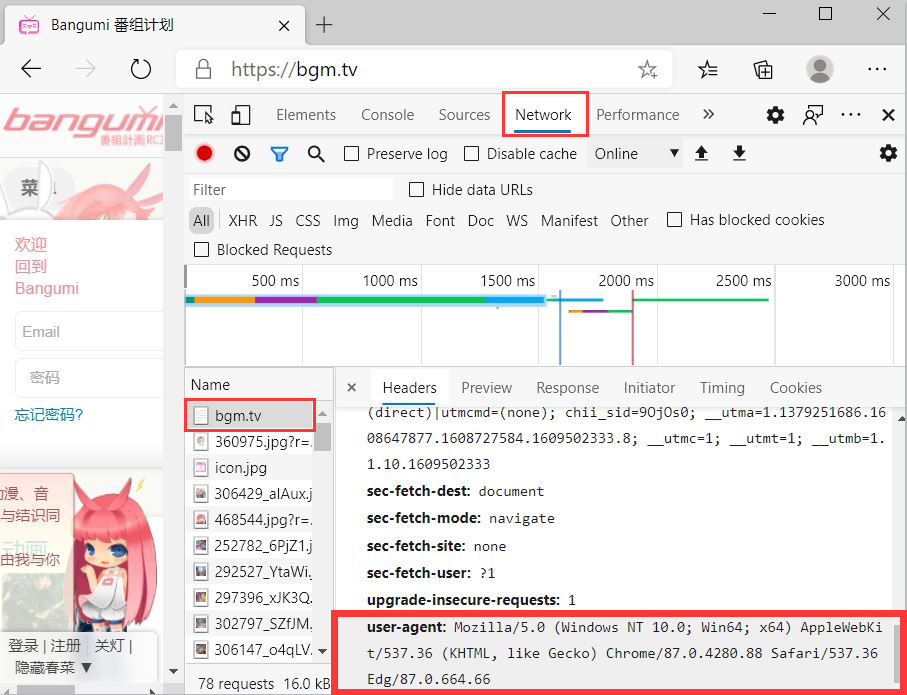 Bangumi 番组计划
https://bgm.tv
bangumi
番組計画RC3
菜↓
欢迎
回到
Bangumi
Email
密码
忘记密码?
动漫、音
与结识同
动画
由我与你
登录 | 注册 | 关灯 |
隐藏春菜 ▼
Elements Console Sources Network Performance »
Preserve log Disable cache Online ▼
Filter Hide data URLs
All XHR JS CSS Img Media Font Doc WS Manifest Other Has blocked cookies
Blocked Requests
500 ms 1000 ms 1500 ms 2000 ms 2500 ms 3000 ms
Name
bgm.tv
360975.jpg?r=.
icon.jpg
306429_alAux.j
468544.jpg?r=.
252782_6PjZ1.j
292527_YtaWi.
297396_xJK3Q.
302797_SZfJM.
306147_o4qLV.
78 requests 16.0 kB
Headers Preview Response Initiator Timing Cookies
(direct)|utmcmd=(none); chii_sid=9OjOs0; __utma=1.1379251686.16
08647877.1608727584.1609502333.8; __utmc=1; __utmt=1; __utmb=1.
1.10.1609502333
sec-fetch-dest: document
sec-fetch-mode: navigate
sec-fetch-site: none
sec-fetch-user: ?1
upgrade-insecure-requests: 1
user-agent: Mozilla/5.0 (Windows NT 10.0; Win64; x64) AppleWebKi
t/537.36 (KHTML, like Gecko) Chrome/87.0.4280.88 Safari/537.36
Edg/87.0.664.66